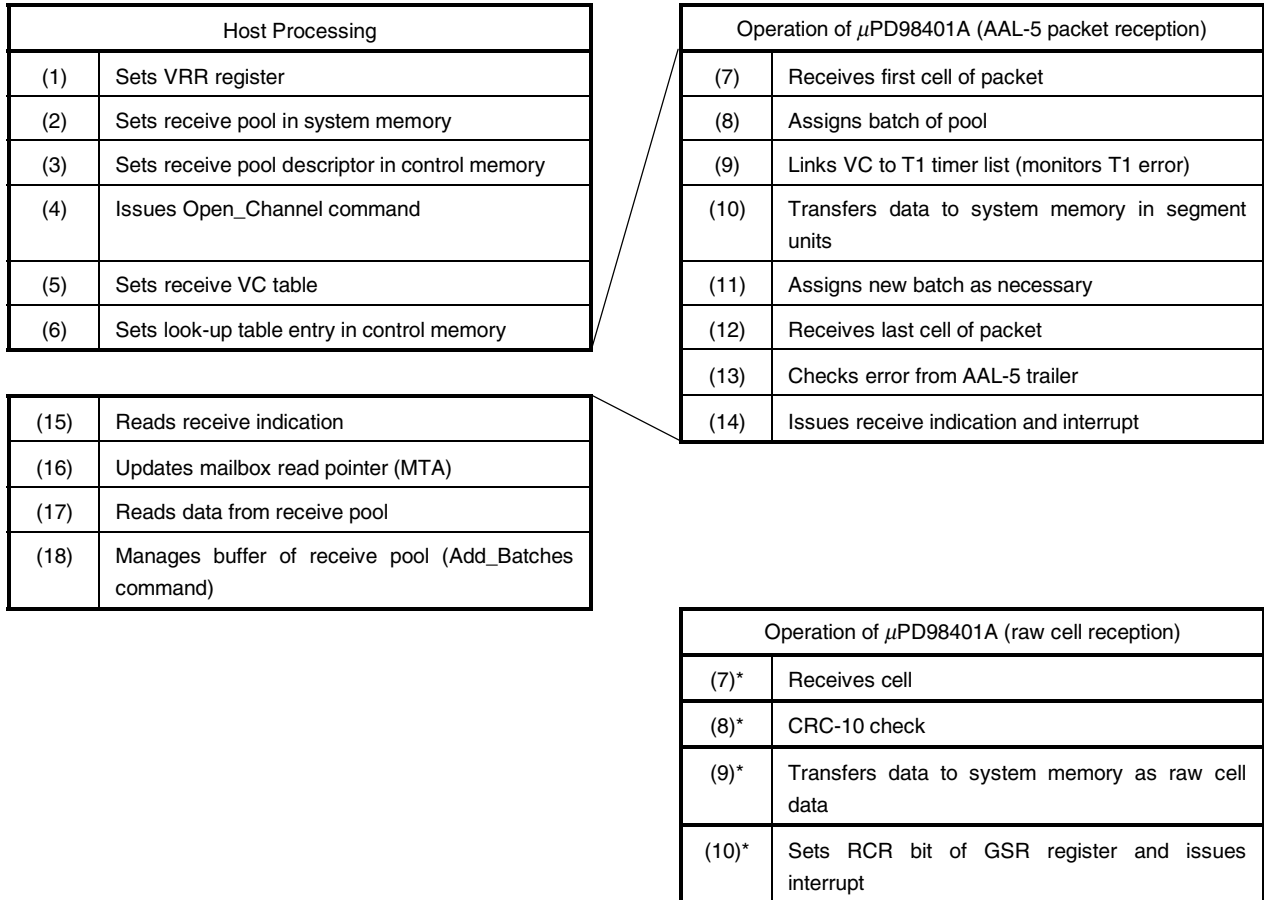 Host Processing
(1) Sets VRR register
(2) Sets receive pool in system memory
(3) Sets receive pool descriptor in control memory
(4) Issues Open_Channel command
(5) Sets receive VC table
(6) Sets look-up table entry in control memory
Operation of μPD98401A (AAL-5 packet reception)
(7) Receives first cell of packet
(8) Assigns batch of pool
(9) Links VC to T1 timer list (monitors T1 error)
(10) Transfers data to system memory in segment
units
(11) Assigns new batch as necessary
(12) Receives last cell of packet
(13) Checks error from AAL-5 trailer
(14) Issues receive indication and interrupt
(15) Reads receive indication
(16) Updates mailbox read pointer (MTA)
(17) Reads data from receive pool
(18) Manages buffer of receive pool (Add_Batches
command)
Operation of μPD98401A (raw cell reception)
(7)* Receives cell
(8)* CRC-10 check
(9)* Transfers data to system memory as raw cell
data
(10)* Sets RCR bit of GSR register and issues
interrupt